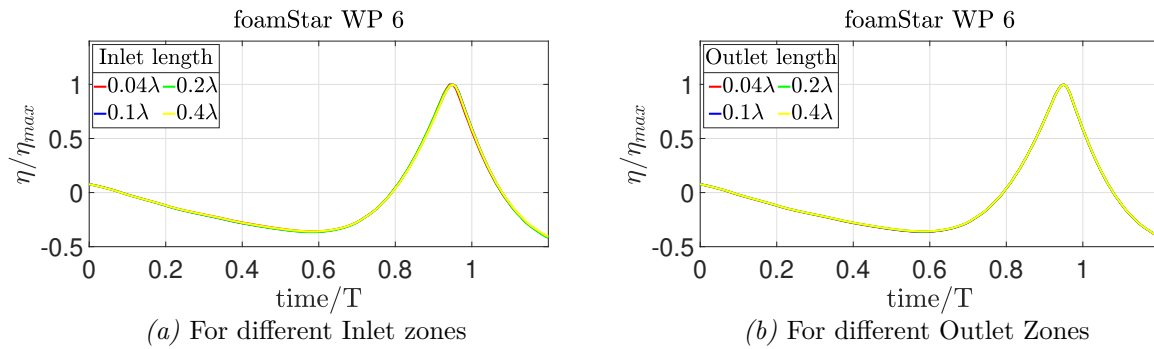 foamStar WP 6
Inlet length
0.04λ 0.2λ
0.1λ 0.4λ
η/ηmax
1
0.5
0
-0.5
0 0.2 0.4 0.6 0.8 1
time/T
(a) For different Inlet zones
foamStar WP 6
Outlet length
0.04λ 0.2λ
0.1λ 0.4λ
η/ηmax
1
0.5
0
-0.5
0 0.2 0.4 0.6 0.8 1
time/T
(b) For different Outlet Zones